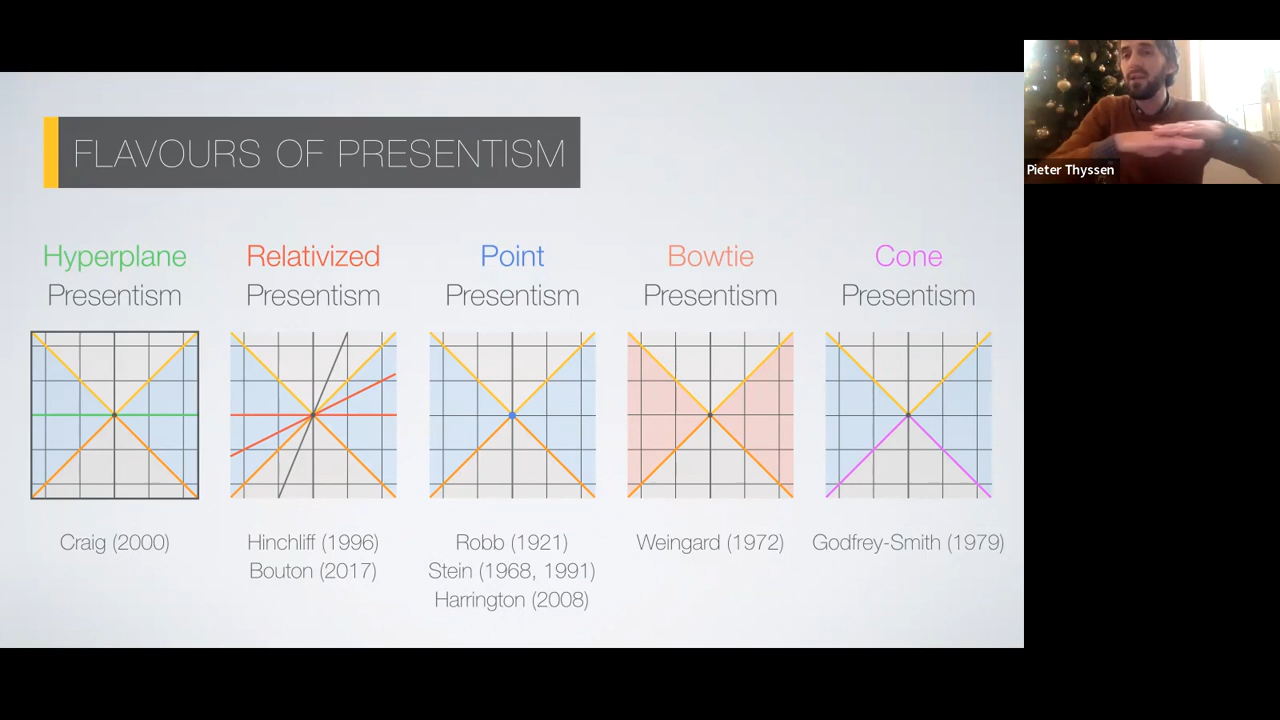 FLAVOURS OF PRESENTISM
Pieter Thyssen
Hyperplane
Presentism
Relativized
Presentism
Point
Presentism
Bowtie
Presentism
Cone
Presentism
Craig (2000)
Hinchliff (1996)
Bouton (2017)
Robb (1921)
Stein (1968, 1991)
Harrington (2008)
Weingard (1972)
Godfrey-Smith (1979)